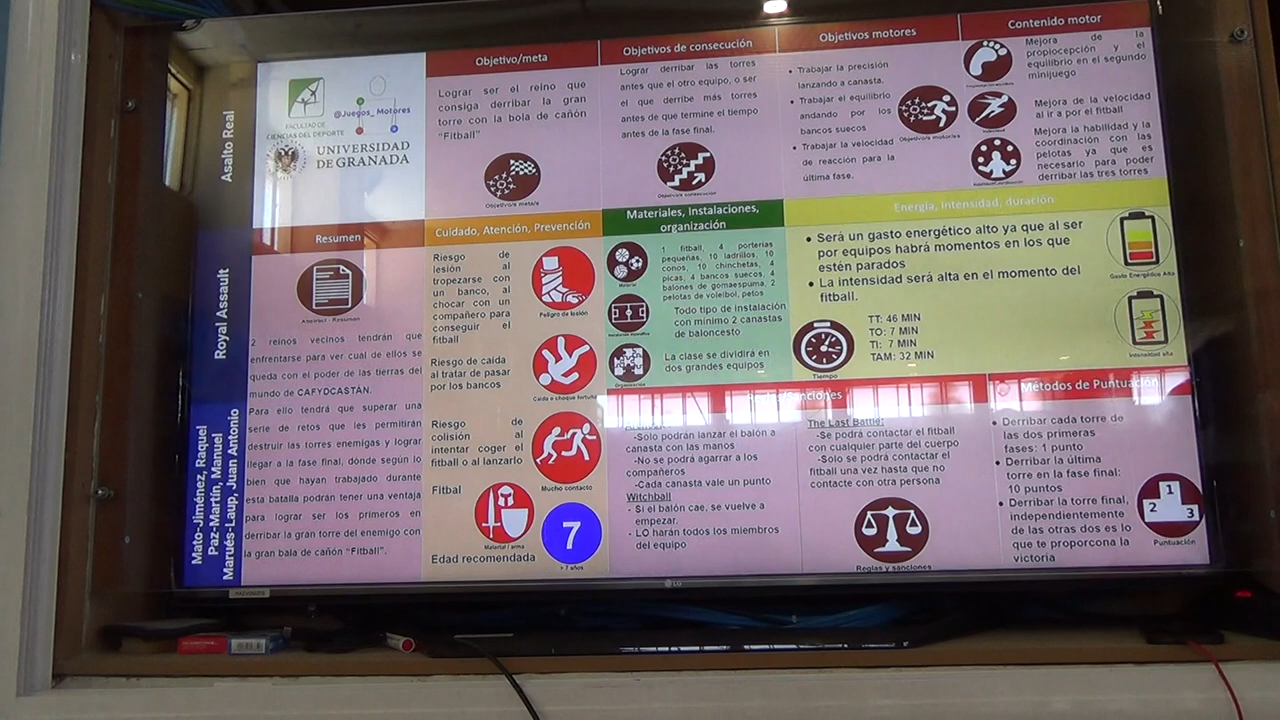 Asalto Real
Royal Assault
Mato-Jiménez, Raquel
Paz-Martín, Manuel
Marués-Laup, Juan Antonio
FACULTAD DE
CIENCIAS DEL DEPORTE
@Juegos_ Motores
UNIVERSIDAD
DE GRANADA
Objetivo/meta
Lograr ser el reino que
consiga derribar la gran
torre con la bola de cañón
“Fitball”
Objetivo/s meta/s
Objetivos de consecución
Lograr derribar las torres
antes que el otro equipo, o ser
el que derribe más torres
antes de que termine el tiempo
antes de la fase final.
Objetivo/s consecución
Objetivos motores
• Trabajar la precisión
lanzando a canasta.
• Trabajar el equilibrio
andando por los
bancos suecos
• Trabajar la velocidad
de reacción para la
última fase.
Objetivo/s motor/es
Contenido motor
Mejora de la
propiocepción y el
equilibrio en el segundo
minijuego
Mejora de la velocidad
al ir a por el fitball
Velocidad
Mejora la habilidad y la
coordinación con las
pelotas ya que es
necesario para poder
derribar las tres torres
Resumen
Abstract - Resumen
2 reinos vecinos tendrán que
enfrentarse para ver cual de ellos se
queda con el poder de las tierras del
mundo de CAFYDCASTÁN.
Para ello tendrá que superar una
serie de retos que les permitirán
destruir las torres enemigas y lograr
llegar a la fase final, dónde según lo
bien que hayan trabajado durante
esta batalla podrán tener una ventaja
para lograr ser los primeros en
derribar la gran torre del enemigo con
la gran bala de cañón “Fitball”.
Cuidado, Atención, Prevención
Riesgo de
lesión al
tropezarse con
un banco, al
chocar con un
compañero para
conseguir el
fitball
Peligro de lesión
Riesgo de caída
al tratar de pasar
por los bancos
Caída o choque fortuito
Riesgo de
colisión al
intentar coger el
fitball o al lanzarlo
Mucho contacto
Fitbal
Material / arma
Edad recomendada
7
> 7 años
Materiales, Instalaciones,
organización
1 fitball, 4 porterías
pequeñas, 10 ladrillos, 10
conos, 10 chinchetas, 4
picas, 4 bancos suecos, 4
balones de gomaespuma, 2
pelotas de voleibol, petos
Material
Todo tipo de instalación
con mínimo 2 canastas
de baloncesto
La clase se dividirá en
dos grandes equipos
Organización
Energía, intensidad, duración
• Será un gasto energético alto ya que al ser
por equipos habrá momentos en los que
estén parados
• La intensidad será alta en el momento del
fitball.
Gasto Energético Alto
TT: 46 MIN
TO: 7 MIN
TI: 7 MIN
TAM: 32 MIN
Tiempo
Intensidad alta
Reglas/Sanciones
-Solo podrán lanzar el balón a
canasta con las manos
-No se podrá agarrar a los
compañeros
-Cada canasta vale un punto
Witchball
- Si el balón cae, se vuelve a
empezar.
- LO harán todos los miembros
del equipo
The Last Battle:
-Se podrá contactar el fitball
con cualquier parte del cuerpo
-Solo se podrá contactar el
fitball una vez hasta que no
contacte con otra persona
Reglas y sanciones
Métodos de Puntuación
• Derribar cada torre de
las dos primeras
fases: 1 punto
• Derribar la última
torre en la fase final:
10 puntos
• Derribar la torre final,
independientemente
de las otras dos es lo
que te proporcona la
victoria
1
2
3
Puntuación
LG